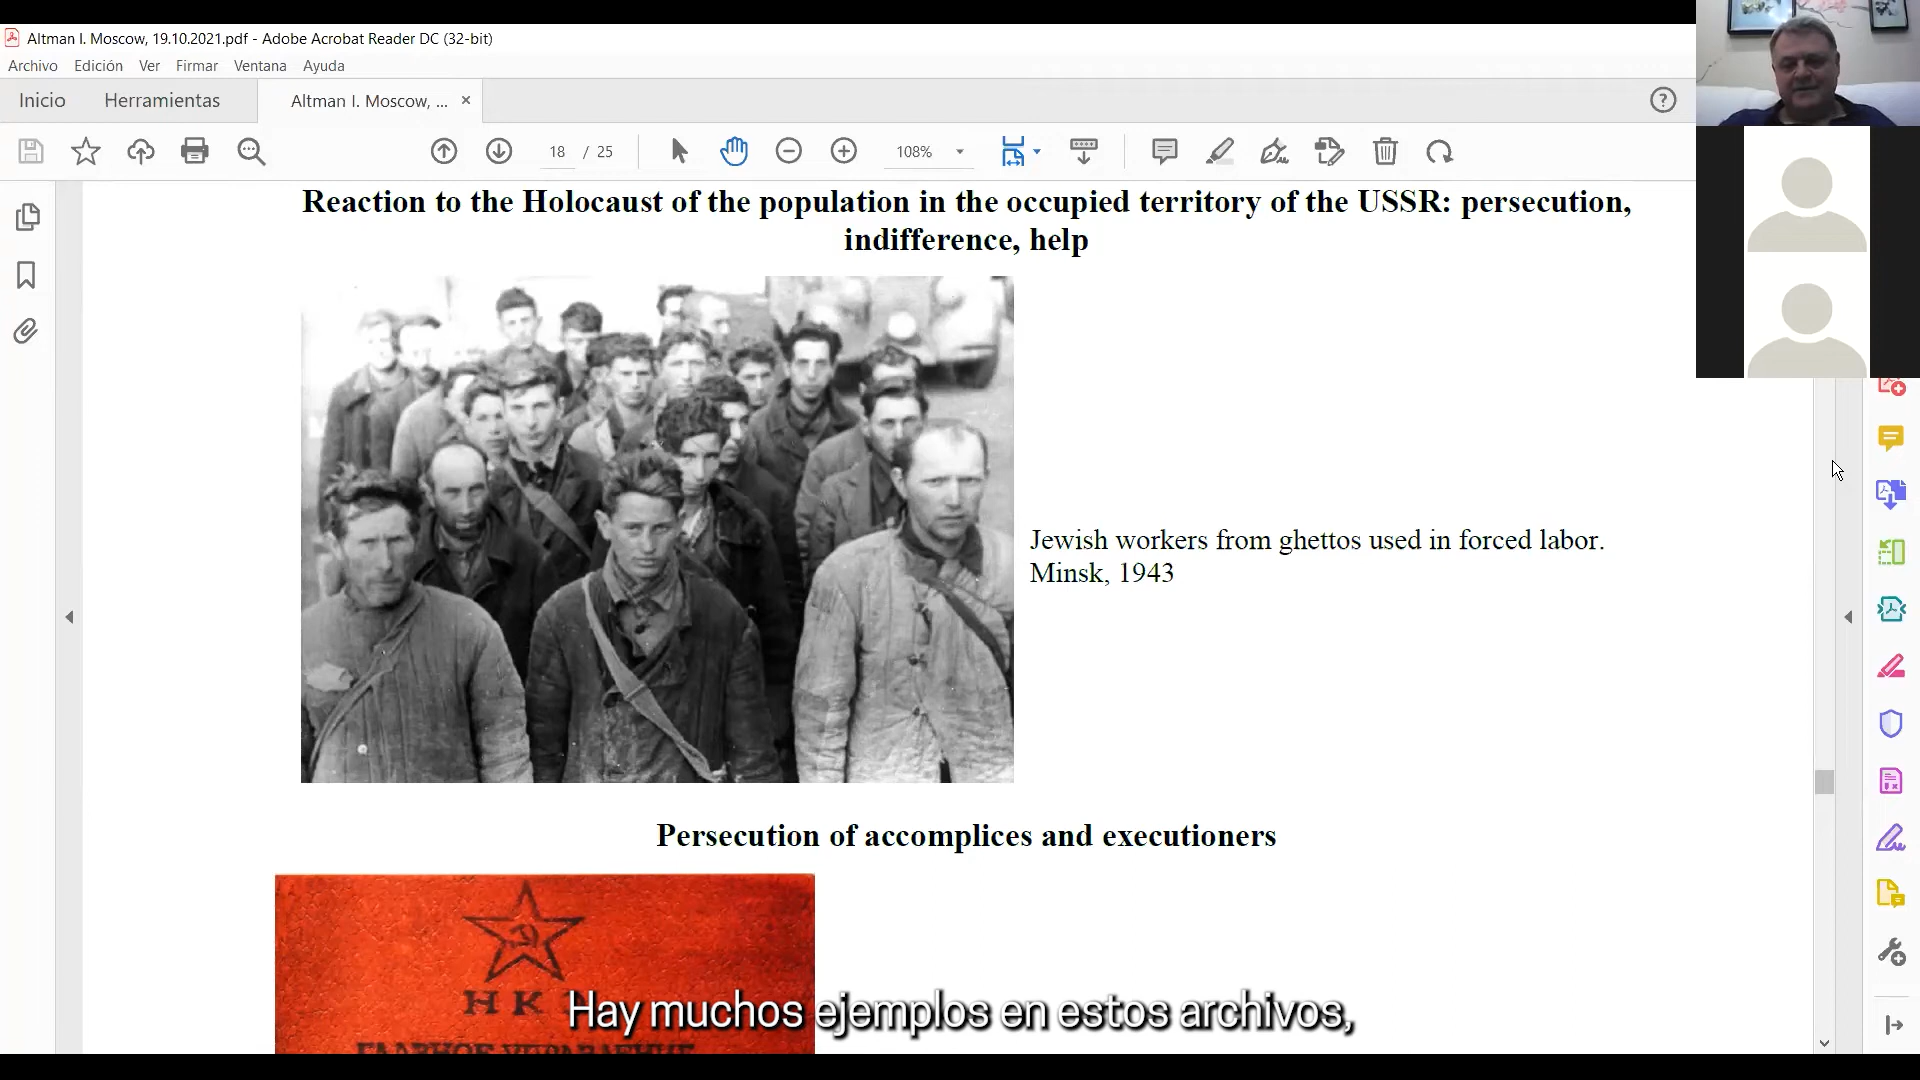 Altman I. Moscow, 19.10.2021.pdf - Adobe Acrobat Reader DC (32-bit)
Archivo Edición Ver Firmar Ventana Ayuda
Inicio Herramientas Altman I. Moscow, ... ×
18 / 25 108%
Reaction to the Holocaust of the population in the occupied territory of the USSR: persecution,
indifference, help
Jewish workers from ghettos used in forced labor.
Minsk, 1943
Persecution of accomplices and executioners
Н К
Hay muchos ejemplos en estos archivos,
ГЛАВНОЕ УПРАВЛЕНИЕ